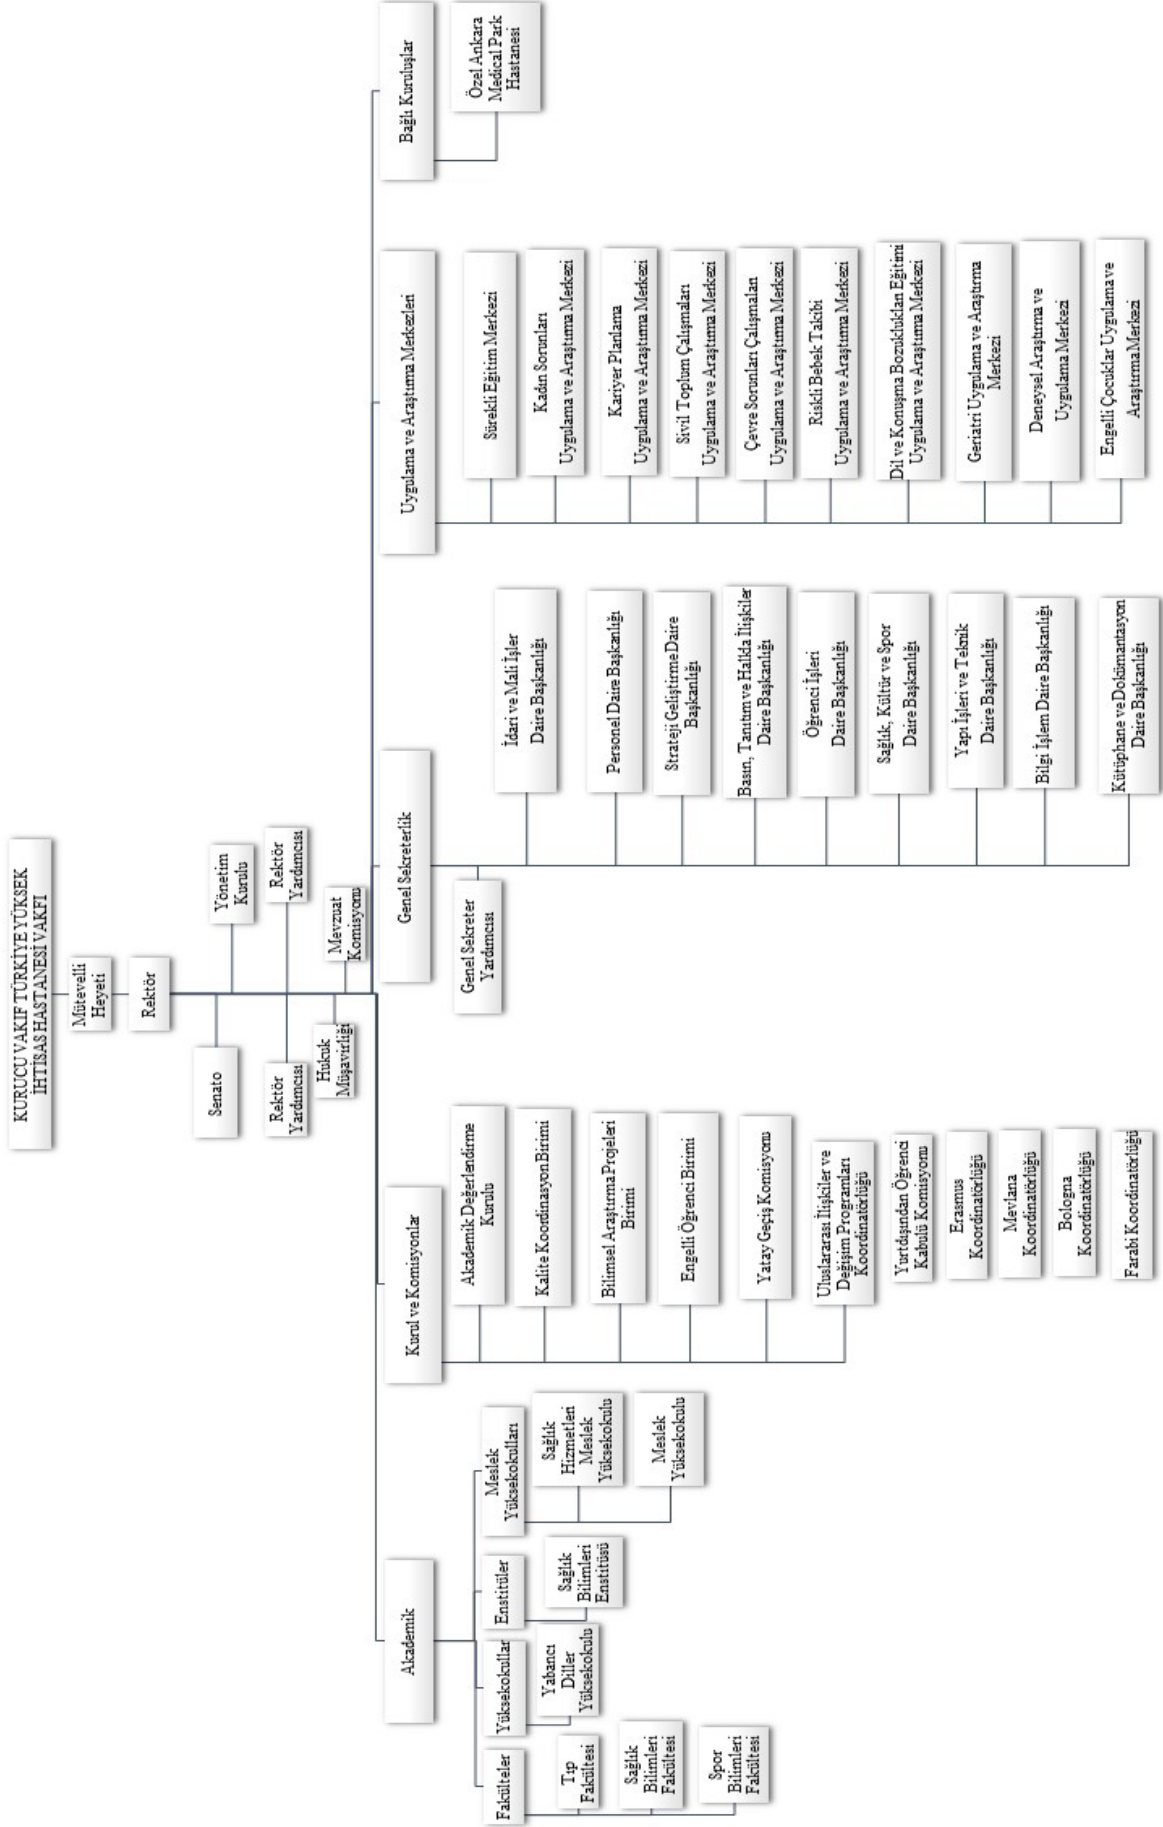 KURUCU VAKIF TÜRKİYE YÜKSEK
İHTİSAS HASTANESİ VAKFI
Mütevelli
Heyeti
Rektör
Senato
Yönetim
Kurulu
Rektör
Yardımcısı
Rektör
Yardımcısı
Hukuk
Müşavirliği
Mevzuat
Komisyonu
Akademik
Fakülteler
Tıp
Fakültesi
Sağlık
Bilimleri
Fakültesi
Spor
Bilimleri
Fakültesi
Yüksekokullar
Yabancı
Diller
Yüksekokulu
Enstitüler
Sağlık
Bilimleri
Enstitüsü
Meslek
Yüksekokulları
Sağlık
Hizmetleri
Meslek
Yüksekokulu
Meslek
Yüksekokulu
Kurul ve Komisyonlar
Akademik Değerlendirme
Kurulu
Kalite Koordinasyon Birimi
Bilimsel Araştırma Projeleri
Birimi
Engelli Öğrenci Birimi
Yatay Geçiş Komisyonu
Uluslararası İlişkiler ve
Değişim Programları
Koordinatörlüğü
Yurtdışından Öğrenci
Kabulü Komisyonu
Erasmus
Koordinatörlüğü
Mevlana
Koordinatörlüğü
Bologna
Koordinatörlüğü
Farabi Koordinatörlüğü
Genel Sekreterlik
Genel Sekreter
Yardımcısı
İdari ve Mali İşler
Daire Başkanlığı
Personel Daire Başkanlığı
Strateji Geliştirme Daire
Başkanlığı
Basın, Tanıtım ve Halkla İlişkiler
Daire Başkanlığı
Öğrenci İşleri
Daire Başkanlığı
Sağlık, Kültür ve Spor
Daire Başkanlığı
Yapı İşleri ve Teknik
Daire Başkanlığı
Bilgi İşlem Daire Başkanlığı
Kütüphane ve Dokümantasyon
Daire Başkanlığı
Uygulama ve Araştırma Merkezleri
Sürekli Eğitim Merkezi
Kadın Sorunları
Uygulama ve Araştırma Merkezi
Kariyer Planlama
Uygulama ve Araştırma Merkezi
Sivil Toplum Çalışmaları
Uygulama ve Araştırma Merkezi
Çevre Sorunları Çalışmaları
Uygulama ve Araştırma Merkezi
Riskli Bebek Takibi
Uygulama ve Araştırma Merkezi
Dil ve Konuşma Bozuklukları Eğitimi
Uygulama ve Araştırma Merkezi
Geriatri Uygulama ve Araştırma
Merkezi
Deneysel Araştırma ve
Uygulama Merkezi
Engelli Çocuklar Uygulama ve
Araştırma Merkezi
Bağlı Kuruluşlar
Özel Ankara
Medical Park
Hastanesi